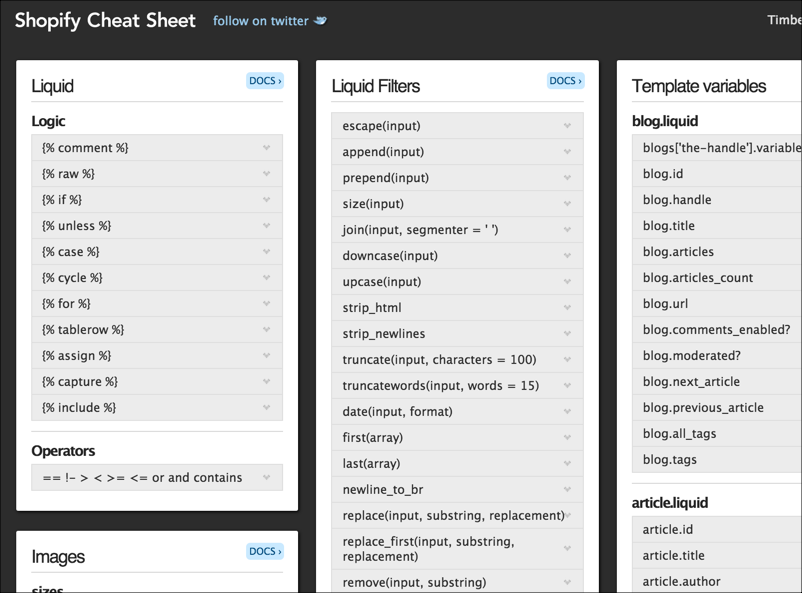 Shopify Cheat Sheet
follow on twitter
Timbe
Liquid
DOCS ›
Logic
{% comment %}
{% raw %}
{% if %}
{% unless %}
{% case %}
{% cycle %}
{% for %}
{% tablerow %}
{% assign %}
{% capture %}
{% include %}
Operators
== != > < >= <= or and contains
Images
DOCS ›
sizes
Liquid Filters
DOCS ›
escape(input)
append(input)
prepend(input)
size(input)
join(input, segmenter = ' ')
downcase(input)
upcase(input)
strip_html
strip_newlines
truncate(input, characters = 100)
truncatewords(input, words = 15)
date(input, format)
first(array)
last(array)
newline_to_br
replace(input, substring, replacement)
replace_first(input, substring,
replacement)
remove(input, substring)
Template variables
blog.liquid
blogs['the-handle'].variable
blog.id
blog.handle
blog.title
blog.articles
blog.articles_count
blog.url
blog.comments_enabled?
blog.moderated?
blog.next_article
blog.previous_article
blog.all_tags
blog.tags
article.liquid
article.id
article.title
article.author